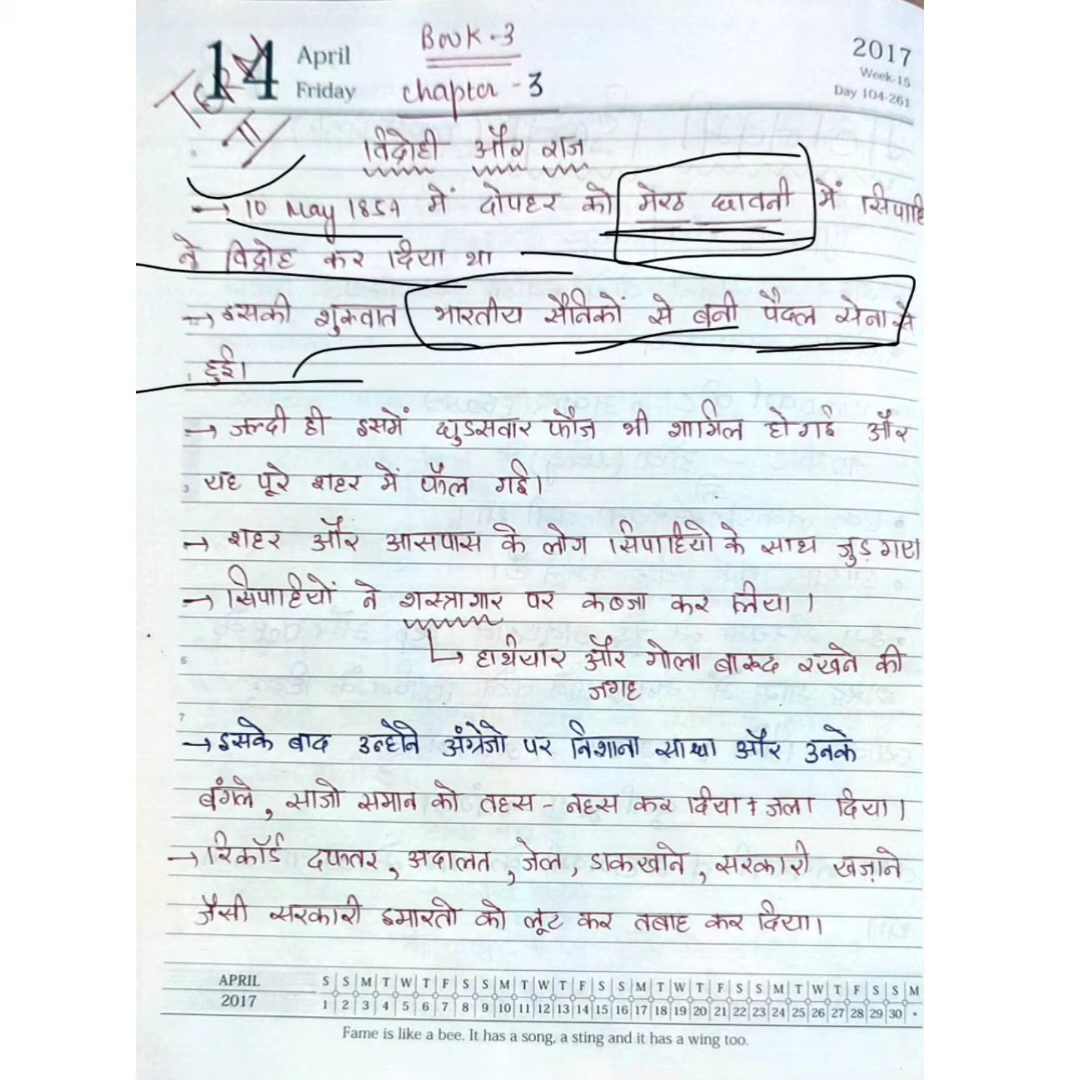 14 April Friday
TERM II
Book-3
Chapter-3
2017
Week-15
Day 104-261
विद्रोही और राज
→ 10 May 1857 में दोपहर को मेरठ छावनी में सिपाहि
ने विद्रोह कर दिया था
→ इसकी शुरुवात भारतीय सैनिकों से बनी पैदल सेना से
हुई।
→ जल्दी ही इसमें घुडसवार फौज भी शामिल हो गई और
यह पूरे शहर में फैल गई।
→ शहर और आसपास के लोग सिपाहियो के साथ जुड़ गए
→ सिपाहियों ने शस्त्रागार पर कब्जा कर लिया।
↳ हाथियार और गोला बारूद रखने की
जगह
→ इसके बाद उन्होने अंग्रेजो पर निशाना साधा और उनके
बंगले, साजो समान को तहस-नहस कर दिया + जला दिया।
→ रिकॉर्ड दफतर, अदालत, जेल, डाकखाने, सरकारी खज़ाने
जैसी सरकारी इमारतो को लूट कर तबाह कर दिया।
APRIL 2017
S S M T W T F S S M T W T F S S M T W T F S S M T W T F S S M
1 2 3 4 5 6 7 8 9 10 11 12 13 14 15 16 17 18 19 20 21 22 23 24 25 26 27 28 29 30 •
Fame is like a bee. It has a song, a sting and it has a wing too.